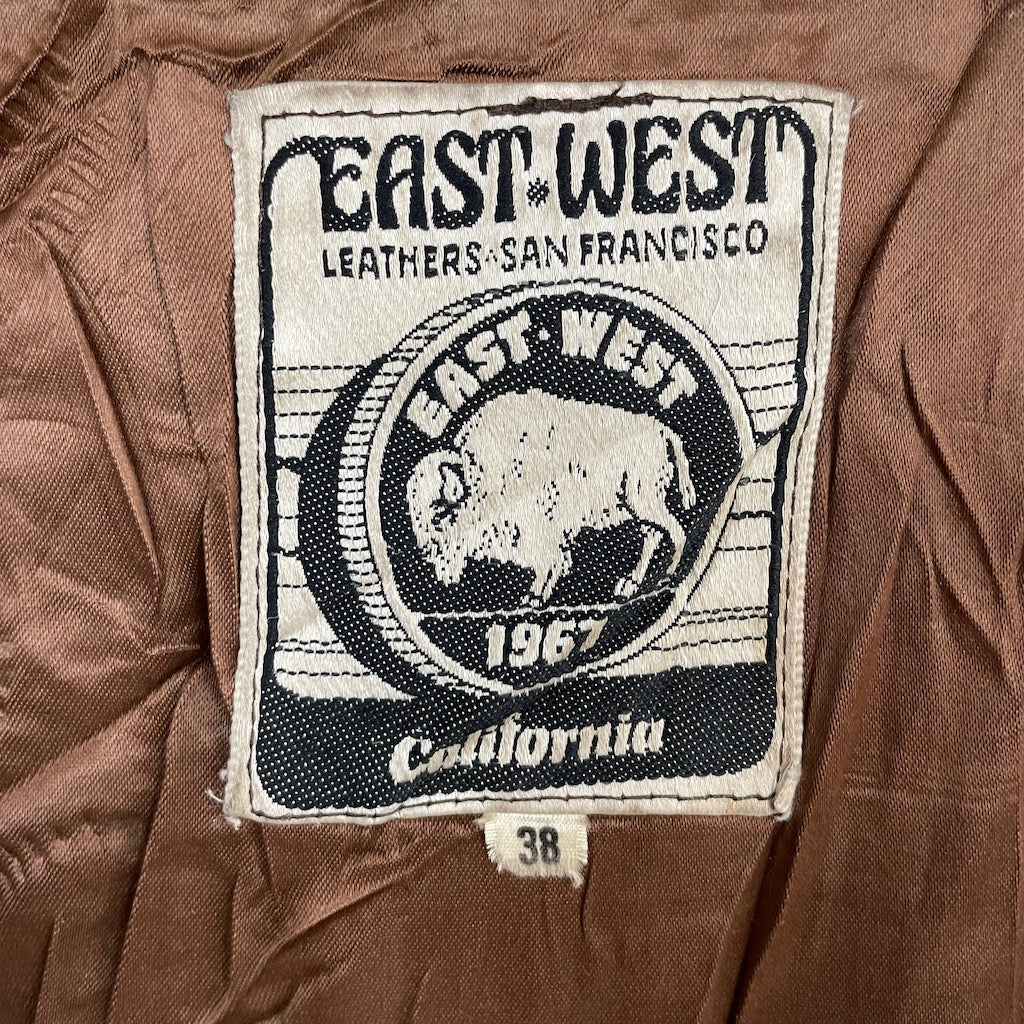 EAST*WEST
LEATHERS*SAN FRANCISCO
EAST*WEST
1967
California
38